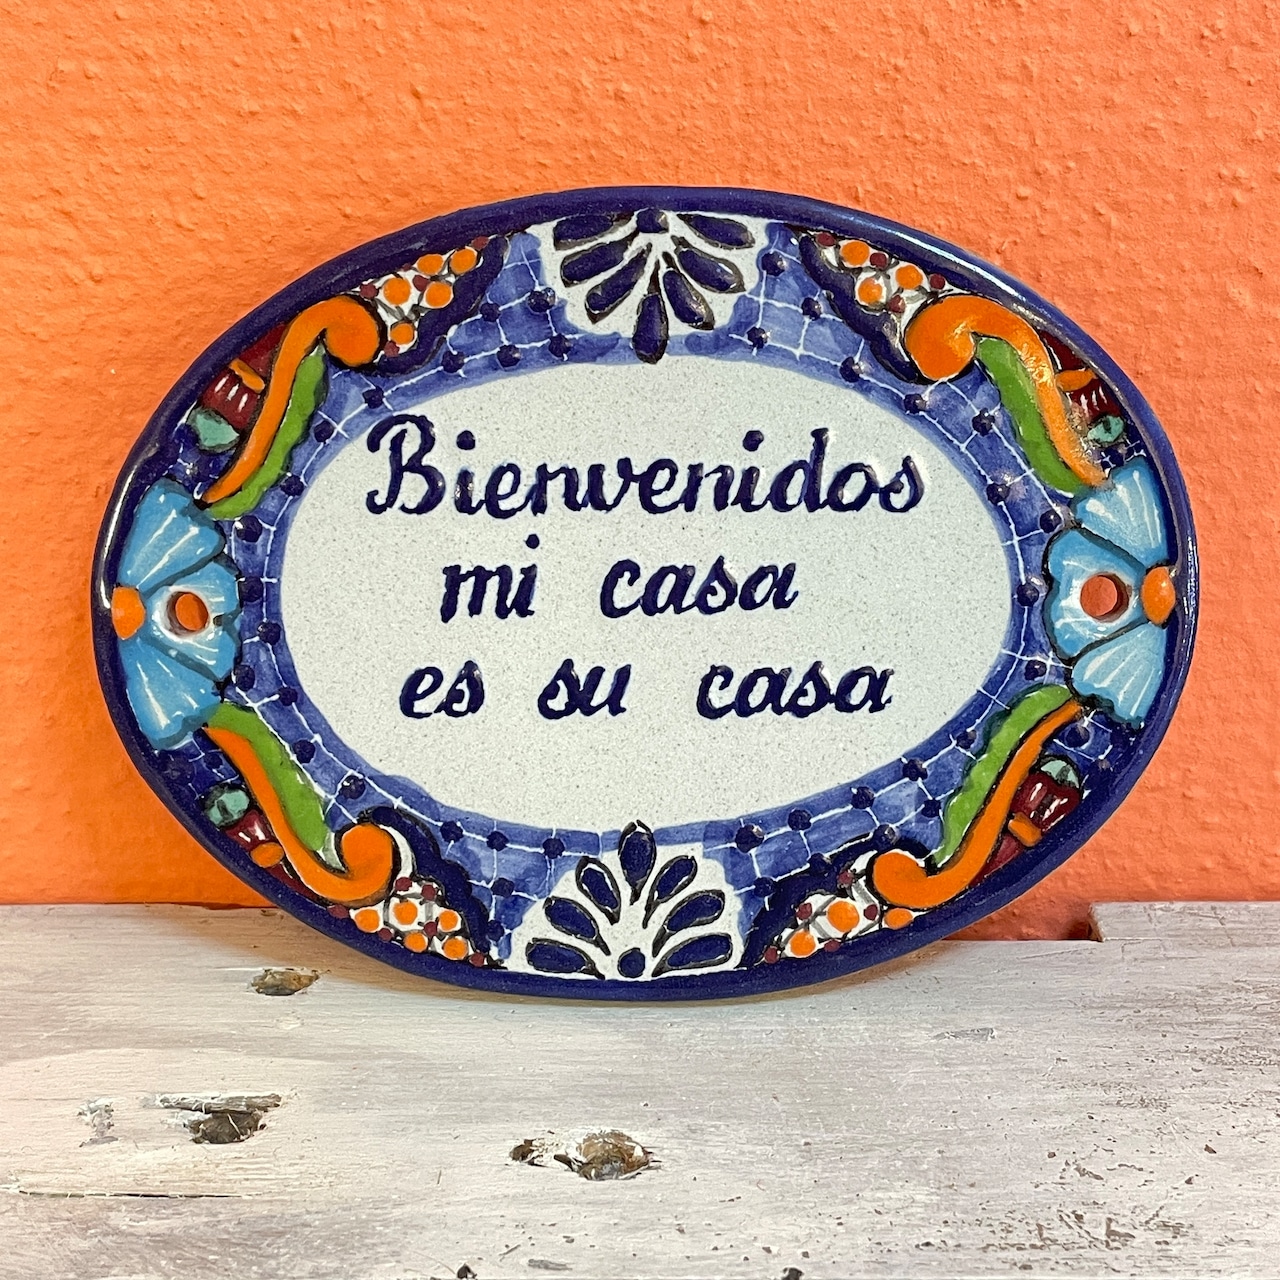 Bienvenidos
mi casa
es su casa